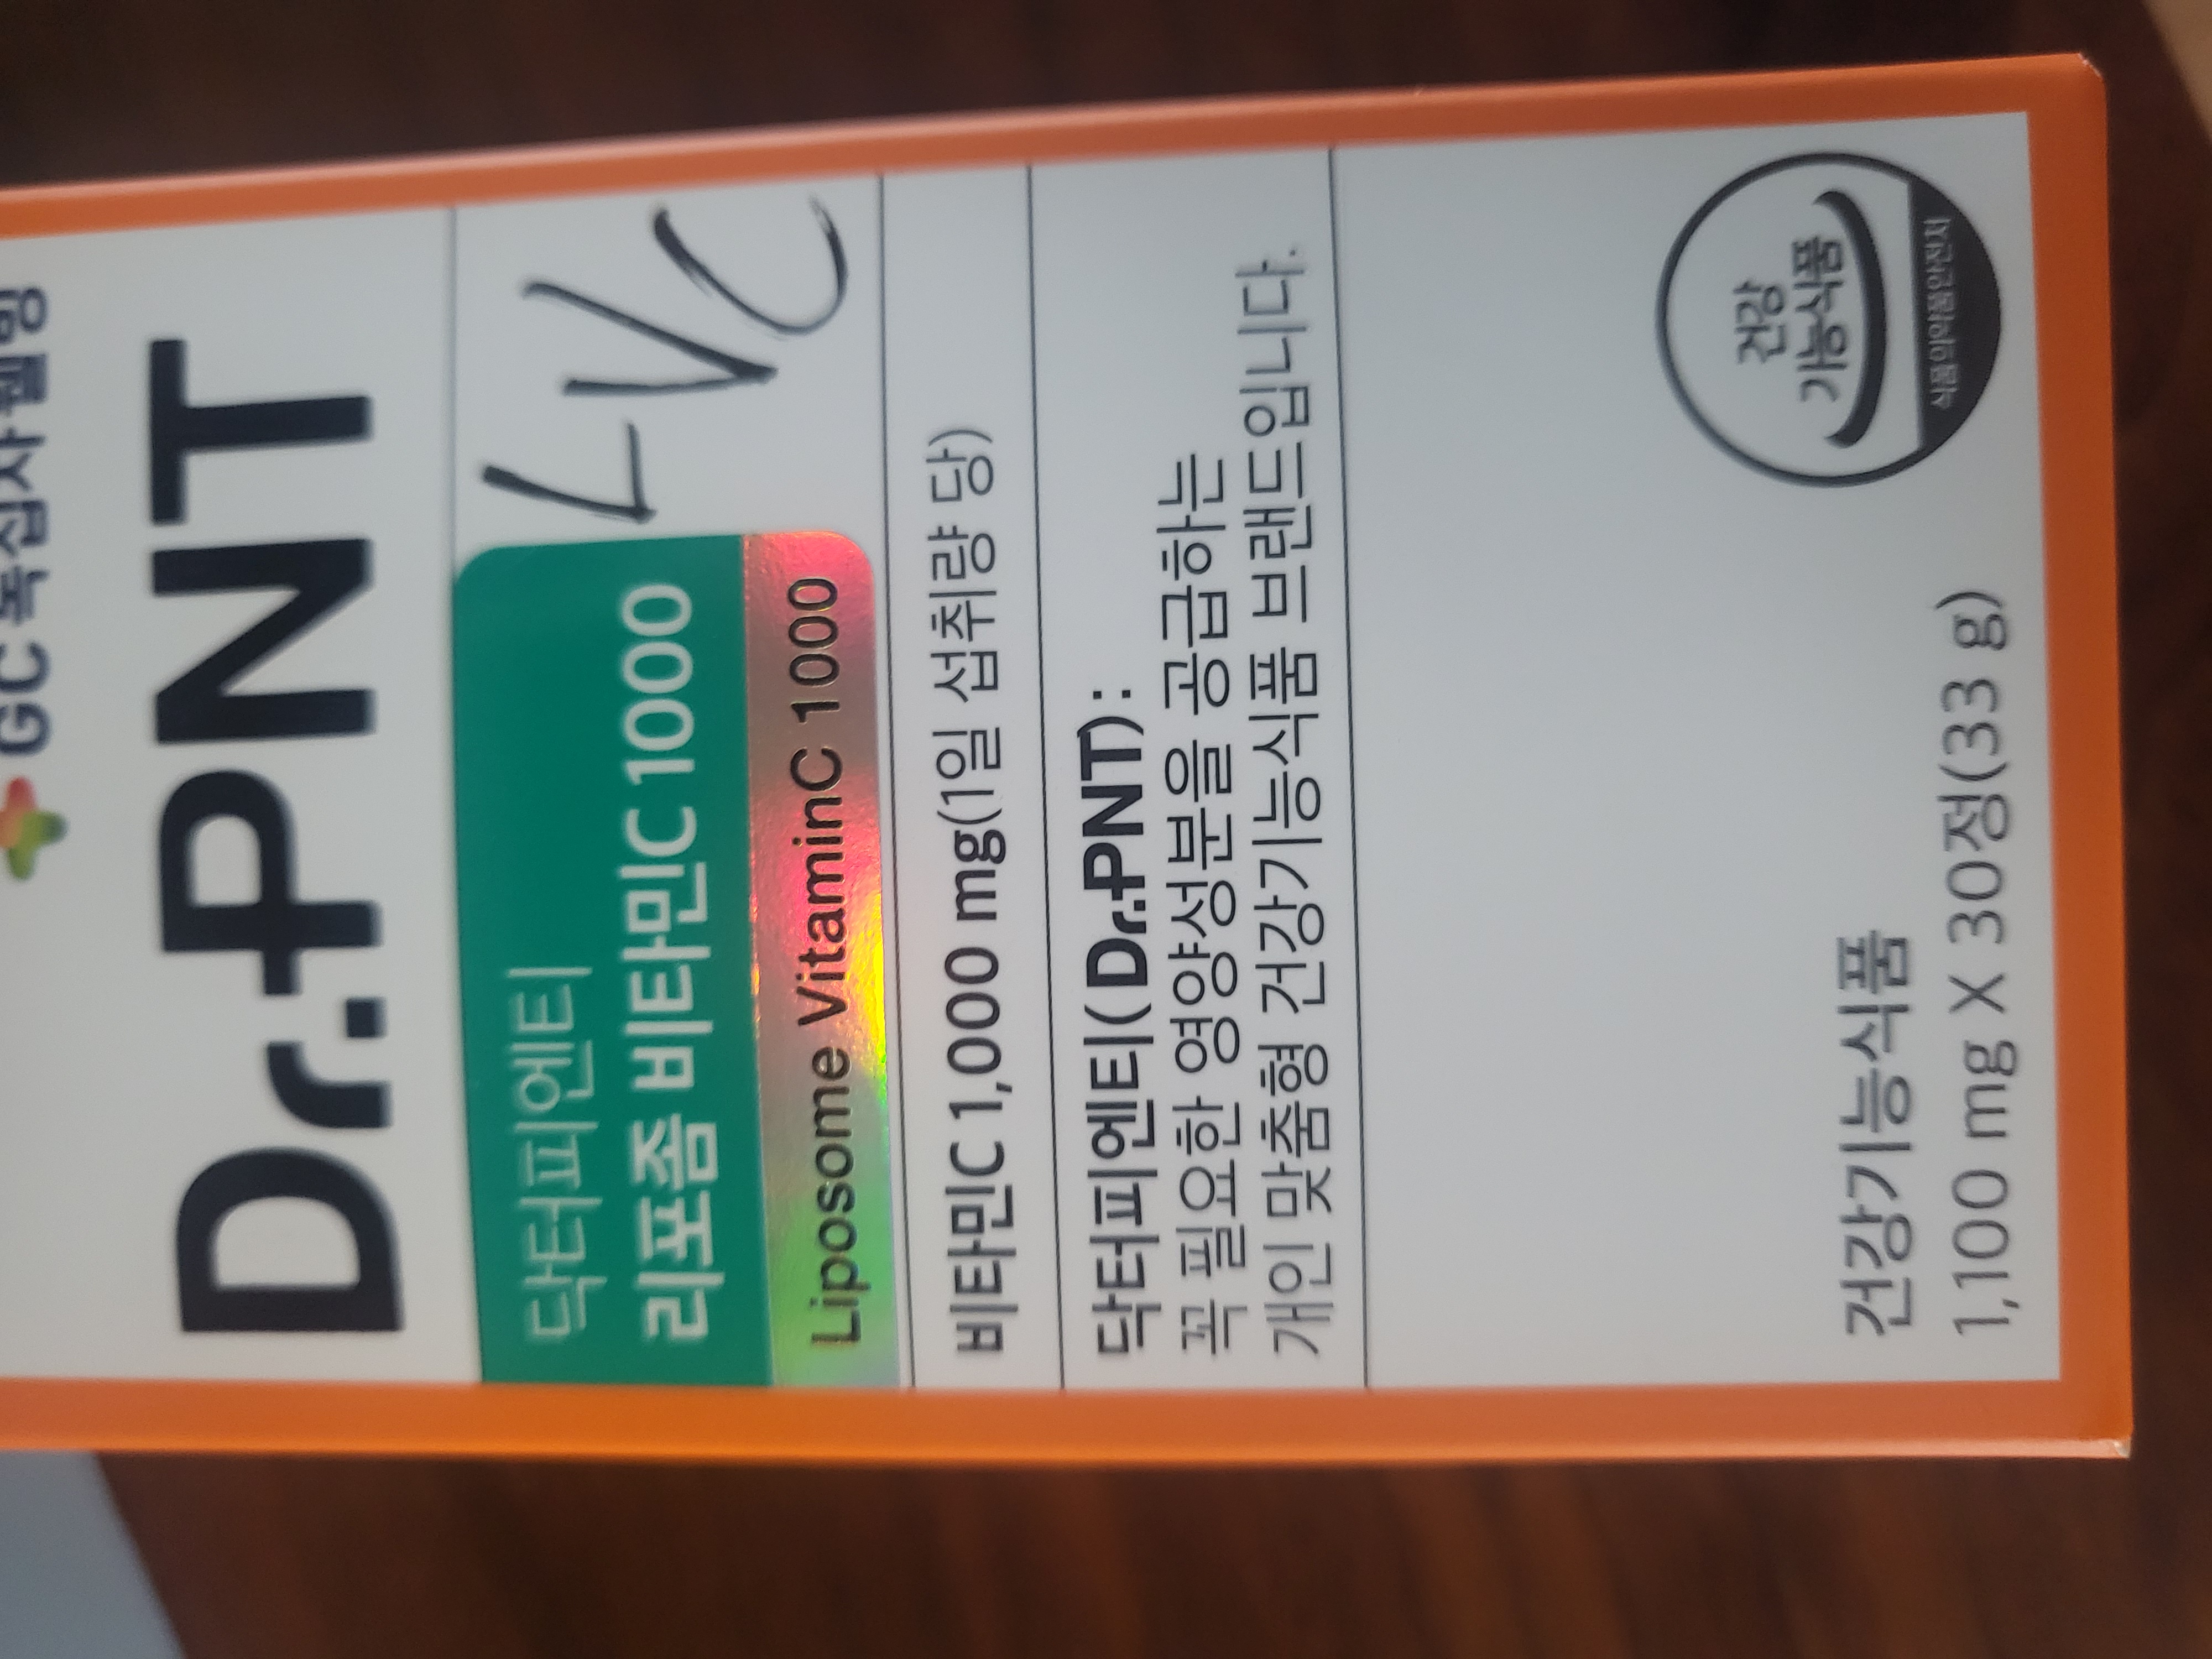 GC녹십자웰빙
Dr.PNT
닥터피엔티
리포좀 비타민C 1000
Liposome VitaminC 1000
LVC
비타민C 1,000 mg(1일 섭취량 당)
닥터피엔티(Dr.PNT):
꼭 필요한 영양성분을 공급하는
개인 맞춤형 건강기능식품 브랜드입니다.
건강기능식품
1,100 mg X 30정(33 g)
건강
기능식품
식품의약품안전처